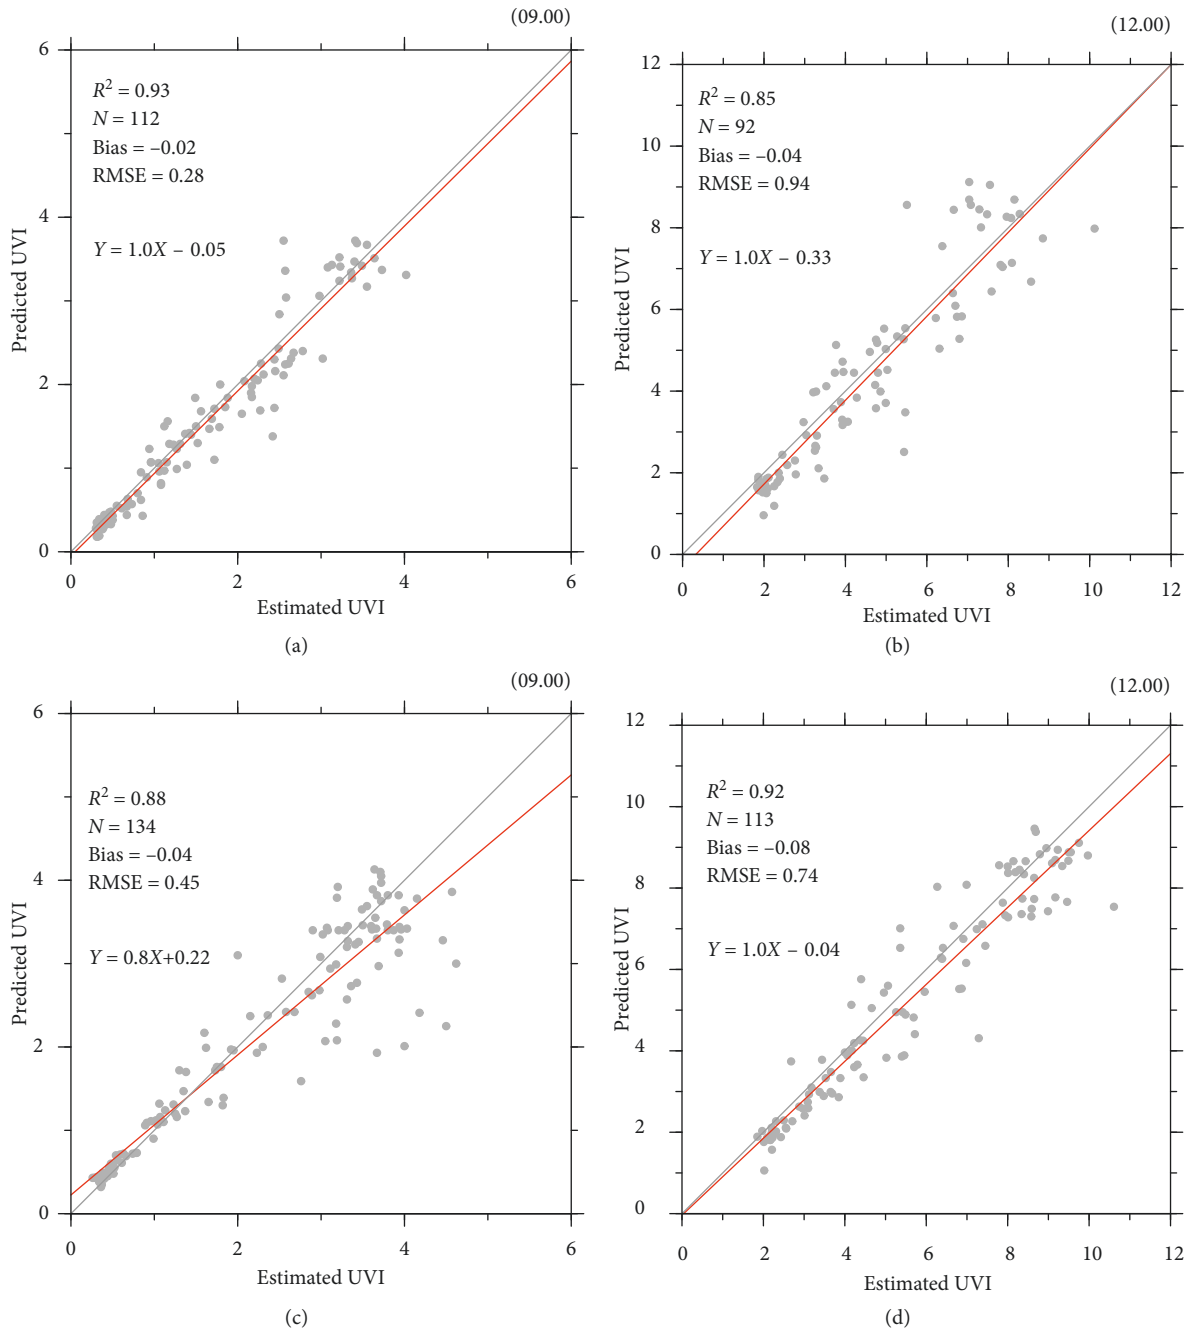 (09.00)
6
R² = 0.93
N = 112
Bias = –0.02
RMSE = 0.28
4
Y = 1.0X – 0.05
Predicted UVI
2
0
0 2 4 6
Estimated UVI
(a)
(12.00)
12
R² = 0.85
N = 92
10
Bias = –0.04
RMSE = 0.94
8
Y = 1.0X – 0.33
Predicted UVI
6
4
2
0
0 2 4 6 8 10 12
Estimated UVI
(b)
(09.00)
6
R² = 0.88
N = 134
Bias = –0.04
RMSE = 0.45
4
Y = 0.8X+0.22
Predicted UVI
2
0
0 2 4 6
Estimated UVI
(c)
(12.00)
12
R² = 0.92
10
N = 113
Bias = –0.08
RMSE = 0.74
8
Y = 1.0X – 0.04
Predicted UVI
6
4
2
0
0 2 4 6 8 10 12
Estimated UVI
(d)